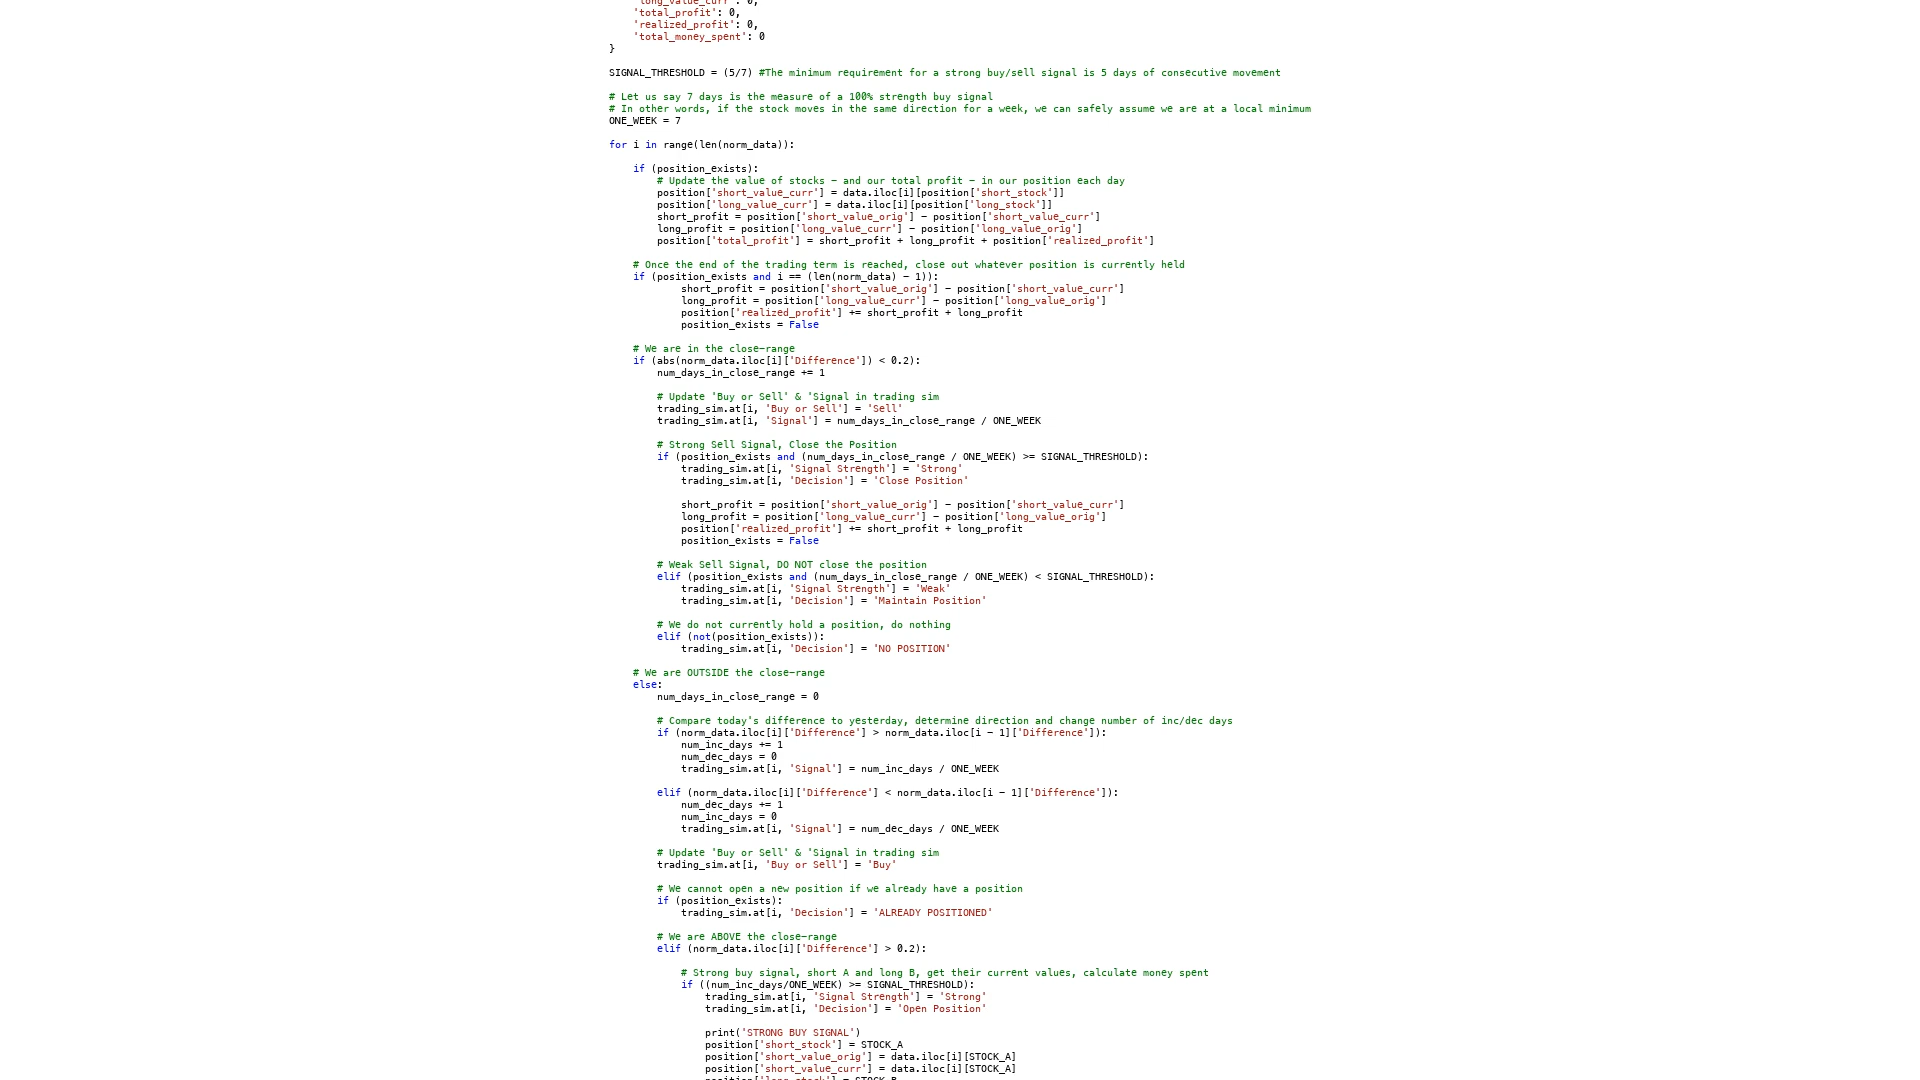 'long_value_curr': 0,
'total_profit': 0,
'realized_profit': 0,
'total_money_spent': 0
}
SIGNAL_THRESHOLD = (5/7) #The minimum requirement for a strong buy/sell signal is 5 days of consecutive movement
# Let us say 7 days is the measure of a 100% strength buy signal
# In other words, if the stock moves in the same direction for a week, we can safely assume we are at a local minimum
ONE_WEEK = 7
for i in range(len(norm_data)):
if (position_exists):
# Update the value of stocks - and our total profit - in our position each day
position['short_value_curr'] = data.iloc[i][position['short_stock']]
position['long_value_curr'] = data.iloc[i][position['long_stock']]
short_profit = position['short_value_orig'] - position['short_value_curr']
long_profit = position['long_value_curr'] - position['long_value_orig']
position['total_profit'] = short_profit + long_profit + position['realized_profit']
# Once the end of the trading term is reached, close out whatever position is currently held
if (position_exists and i == (len(norm_data) - 1)):
short_profit = position['short_value_orig'] - position['short_value_curr']
long_profit = position['long_value_curr'] - position['long_value_orig']
position['realized_profit'] += short_profit + long_profit
position_exists = False
# We are in the close-range
if (abs(norm_data.iloc[i]['Difference']) < 0.2):
num_days_in_close_range += 1
# Update 'Buy or Sell' & 'Signal in trading sim
trading_sim.at[i, 'Buy or Sell'] = 'Sell'
trading_sim.at[i, 'Signal'] = num_days_in_close_range / ONE_WEEK
# Strong Sell Signal, Close the Position
if (position_exists and (num_days_in_close_range / ONE_WEEK) >= SIGNAL_THRESHOLD):
trading_sim.at[i, 'Signal Strength'] = 'Strong'
trading_sim.at[i, 'Decision'] = 'Close Position'
short_profit = position['short_value_orig'] - position['short_value_curr']
long_profit = position['long_value_curr'] - position['long_value_orig']
position['realized_profit'] += short_profit + long_profit
position_exists = False
# Weak Sell Signal, DO NOT close the position
elif (position_exists and (num_days_in_close_range / ONE_WEEK) < SIGNAL_THRESHOLD):
trading_sim.at[i, 'Signal Strength'] = 'Weak'
trading_sim.at[i, 'Decision'] = 'Maintain Position'
# We do not currently hold a position, do nothing
elif (not(position_exists)):
trading_sim.at[i, 'Decision'] = 'NO POSITION'
# We are OUTSIDE the close-range
else:
num_days_in_close_range = 0
# Compare today's difference to yesterday, determine direction and change number of inc/dec days
if (norm_data.iloc[i]['Difference'] > norm_data.iloc[i - 1]['Difference']):
num_inc_days += 1
num_dec_days = 0
trading_sim.at[i, 'Signal'] = num_inc_days / ONE_WEEK
elif (norm_data.iloc[i]['Difference'] < norm_data.iloc[i - 1]['Difference']):
num_dec_days += 1
num_inc_days = 0
trading_sim.at[i, 'Signal'] = num_dec_days / ONE_WEEK
# Update 'Buy or Sell' & 'Signal in trading sim
trading_sim.at[i, 'Buy or Sell'] = 'Buy'
# We cannot open a new position if we already have a position
if (position_exists):
trading_sim.at[i, 'Decision'] = 'ALREADY POSITIONED'
# We are ABOVE the close-range
elif (norm_data.iloc[i]['Difference'] > 0.2):
# Strong buy signal, short A and long B, get their current values, calculate money spent
if ((num_inc_days/ONE_WEEK) >= SIGNAL_THRESHOLD):
trading_sim.at[i, 'Signal Strength'] = 'Strong'
trading_sim.at[i, 'Decision'] = 'Open Position'
print('STRONG BUY SIGNAL')
position['short_stock'] = STOCK_A
position['short_value_orig'] = data.iloc[i][STOCK_A]
position['short_value_curr'] = data.iloc[i][STOCK_A]
position['long_stock'] = STOCK_B